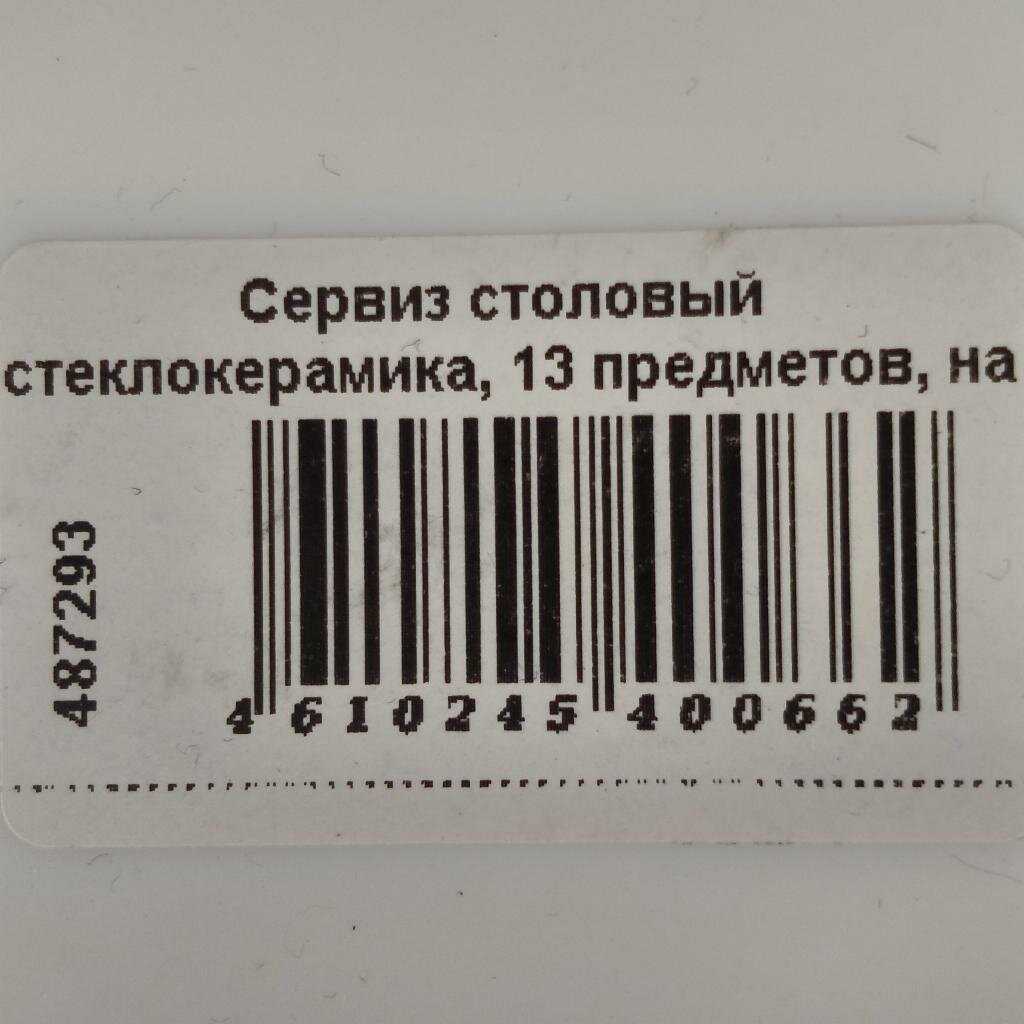 Сервиз столовый
стеклокерамика, 13 предметов, на
487293
4 610245 400662